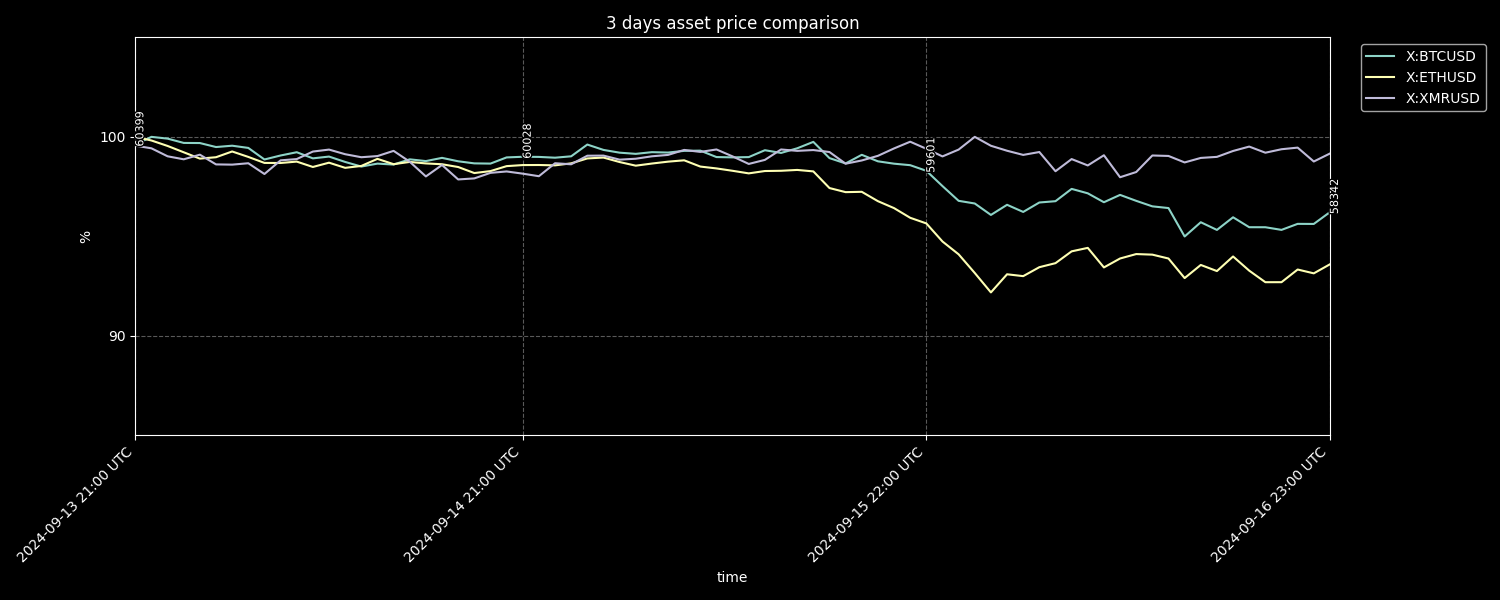 3 days asset price comparison
X:BTCUSD
X:ETHUSD
X:XMRUSD
100
90
%
60399
60028
59601
58342
2024-09-13 21:00 UTC
2024-09-14 21:00 UTC
2024-09-15 22:00 UTC
2024-09-16 23:00 UTC
time